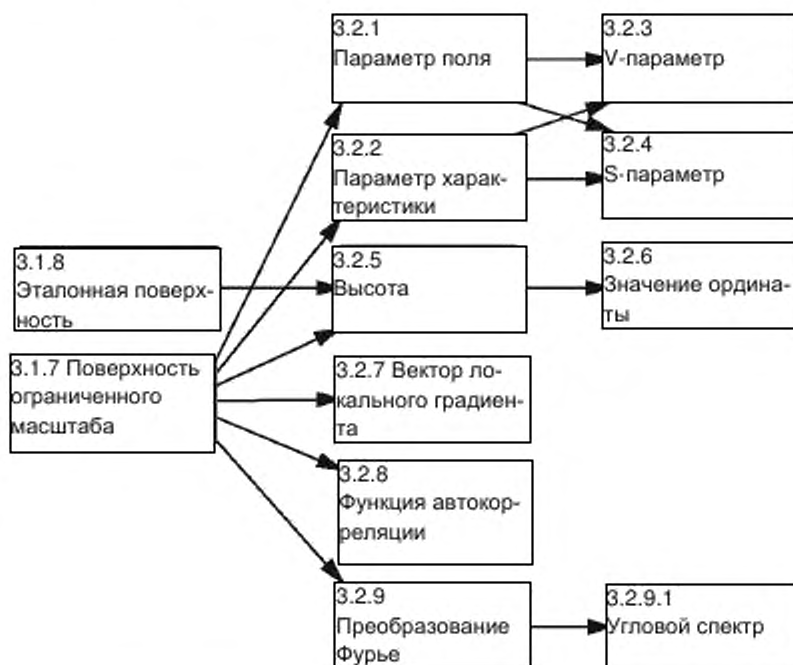 3.2.1
Параметр поля
3.2.3
V-параметр
3.2.2
Параметр харак-
теристики
3.2.4
S-параметр
3.1.8
Эталонная поверх-
ность
3.2.5
Высота
3.2.6
Значение ордина-
ты
3.1.7 Поверхность
ограниченного
масштаба
3.2.7 Вектор ло-
кального градиен-
та
3.2.8
Функция автокор-
реляции
3.2.9
Преобразование
Фурье
3.2.9.1
Угловой спектр